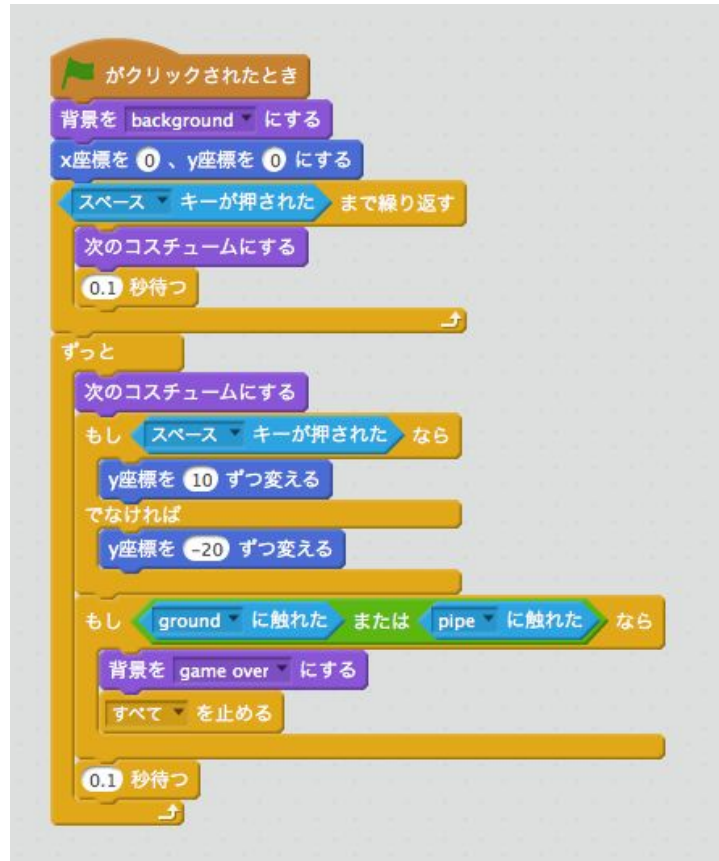 がクリックされたとき
背景を background にする
x座標を 0 、y座標を 0 にする
スペース キーが押された まで繰り返す
次のコスチュームにする
0.1 秒待つ
ずっと
次のコスチュームにする
もし スペース キーが押された なら
y座標を 10 ずつ変える
でなければ
y座標を -20 ずつ変える
もし ground に触れた または pipe に触れた なら
背景を game over にする
すべて を止める
0.1 秒待つ